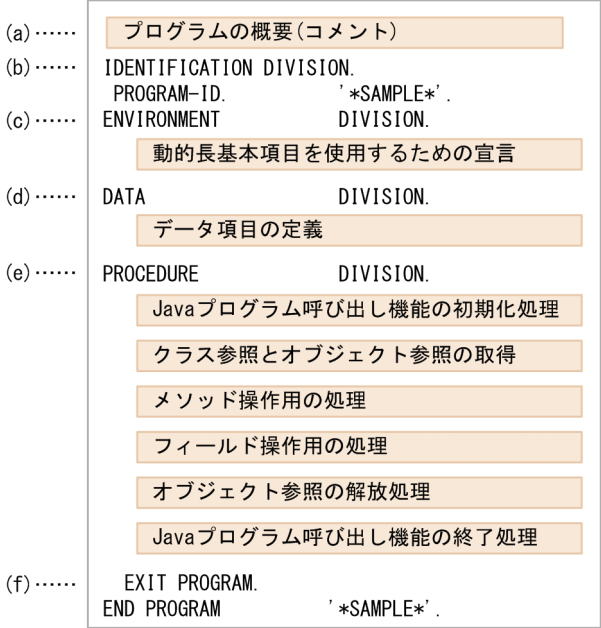 (a)…… プログラムの概要(コメント)
(b)…… IDENTIFICATION DIVISION.
PROGRAM-ID. '*SAMPLE*'.
(c)…… ENVIRONMENT DIVISION.
動的長基本項目を使用するための宣言
(d)…… DATA DIVISION.
データ項目の定義
(e)…… PROCEDURE DIVISION.
Javaプログラム呼び出し機能の初期化処理
クラス参照とオブジェクト参照の取得
メソッド操作用の処理
フィールド操作用の処理
オブジェクト参照の解放処理
Javaプログラム呼び出し機能の終了処理
(f)…… EXIT PROGRAM.
END PROGRAM '*SAMPLE*'.